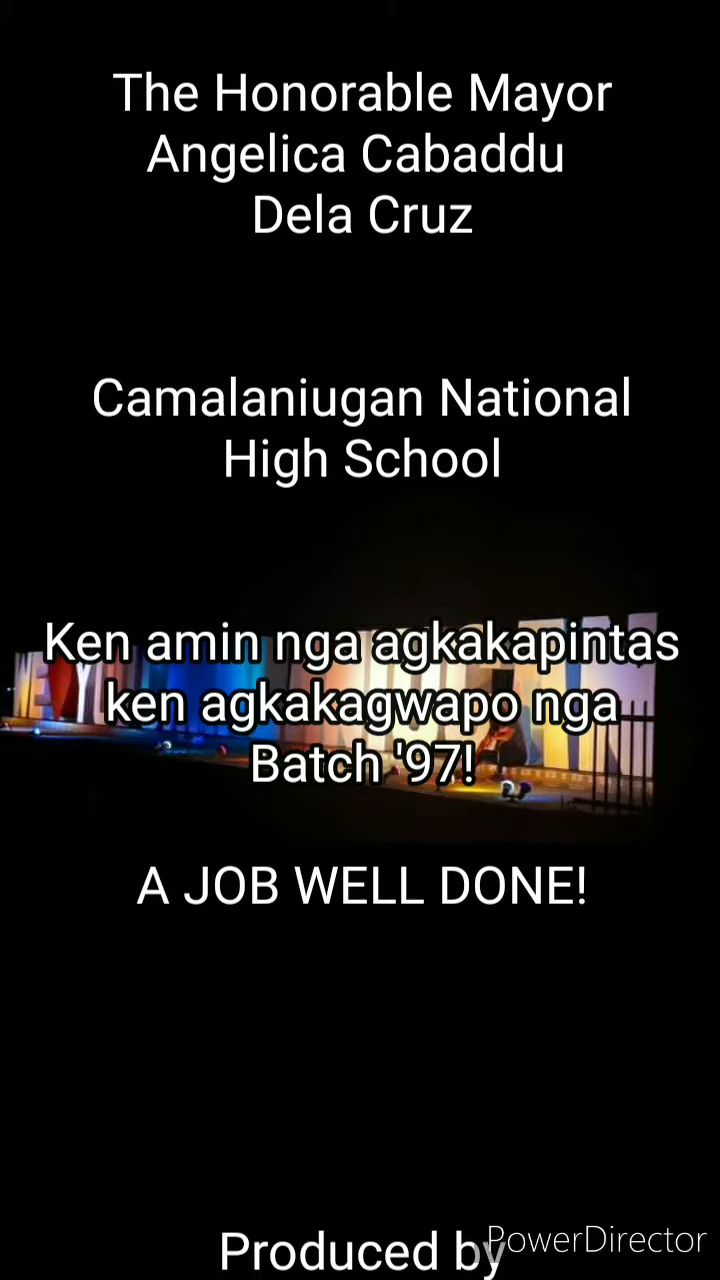 The Honorable Mayor
Angelica Cabaddu
Dela Cruz
Camalaniugan National
High School
Ken amin nga agkakapintas
ken agkakagwapo nga
Batch '97!
A JOB WELL DONE!
Produced by
PowerDirector